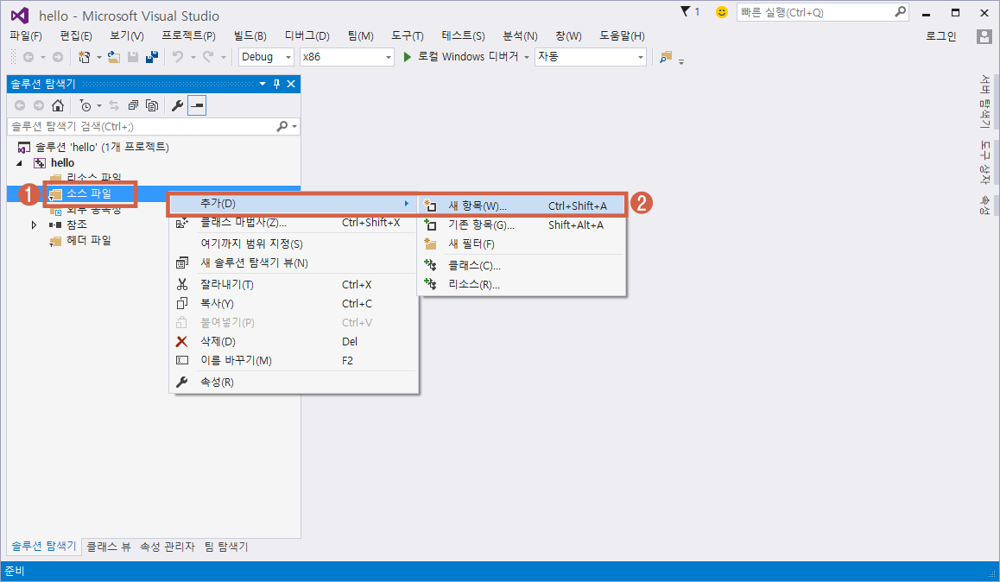 hello - Microsoft Visual Studio
1
빠른 실행(Ctrl+Q)
파일(F) 편집(E) 보기(V) 프로젝트(P) 빌드(B) 디버그(D) 팀(M) 도구(T) 테스트(S) 분석(N) 창(W) 도움말(H)
로그인
Debug x86 로컬 Windows 디버거 자동
솔루션 탐색기
솔루션 탐색기 검색(Ctrl+;)
솔루션 'hello' (1개 프로젝트)
hello
리소스 파일
1 소스 파일
외부 종속성
참조
헤더 파일
추가(D)
클래스 마법사(Z)... Ctrl+Shift+X
여기까지 범위 지정(S)
새 솔루션 탐색기 뷰(N)
잘라내기(T) Ctrl+X
복사(Y) Ctrl+C
붙여넣기(P) Ctrl+V
삭제(D) Del
이름 바꾸기(M) F2
속성(R)
새 항목(W)... Ctrl+Shift+A 2
기존 항목(G)... Shift+Alt+A
새 필터(F)
클래스(C)...
리소스(R)...
서버 탐색기
도구 상자
속성
솔루션 탐색기 클래스 뷰 속성 관리자 팀 탐색기
준비